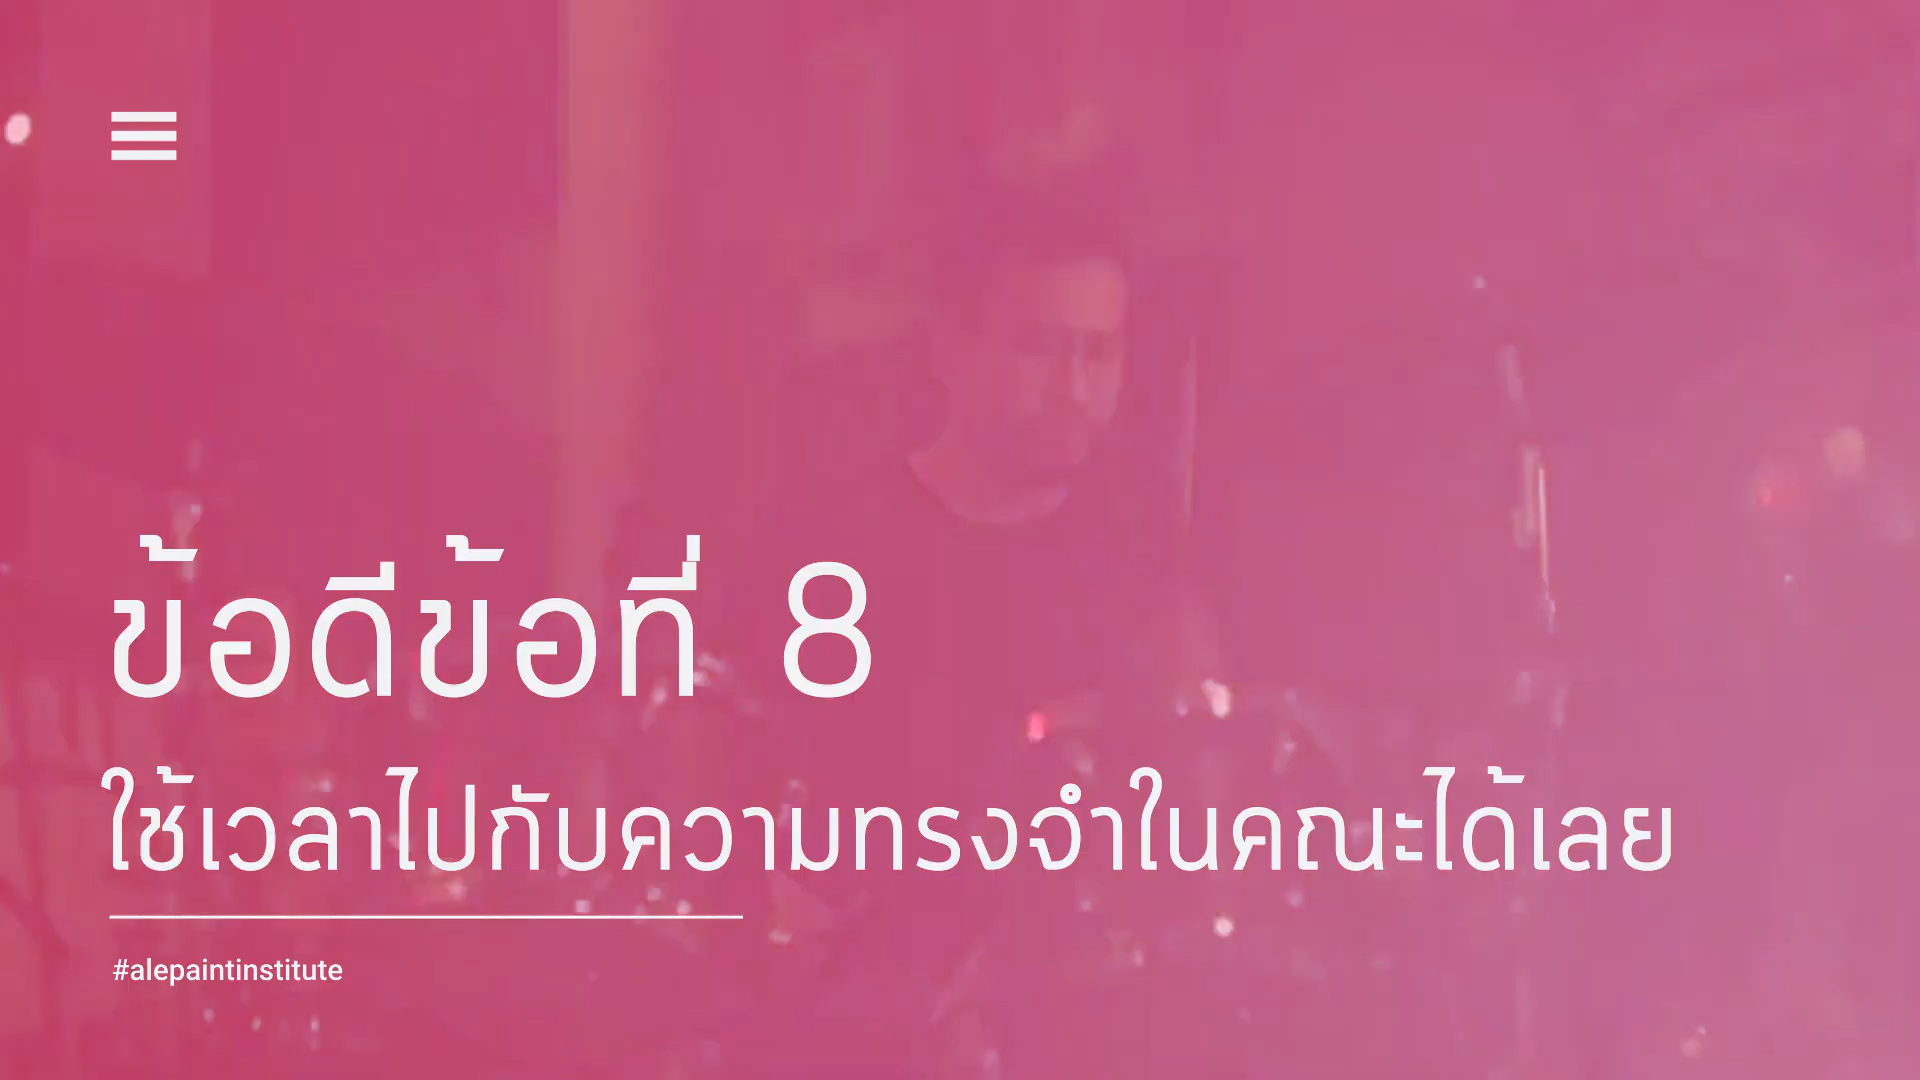 ข้อดีข้อที่ 8
ใช้เวลาไปกับความทรงจำในคณะได้เลย
#alepaintinstitute